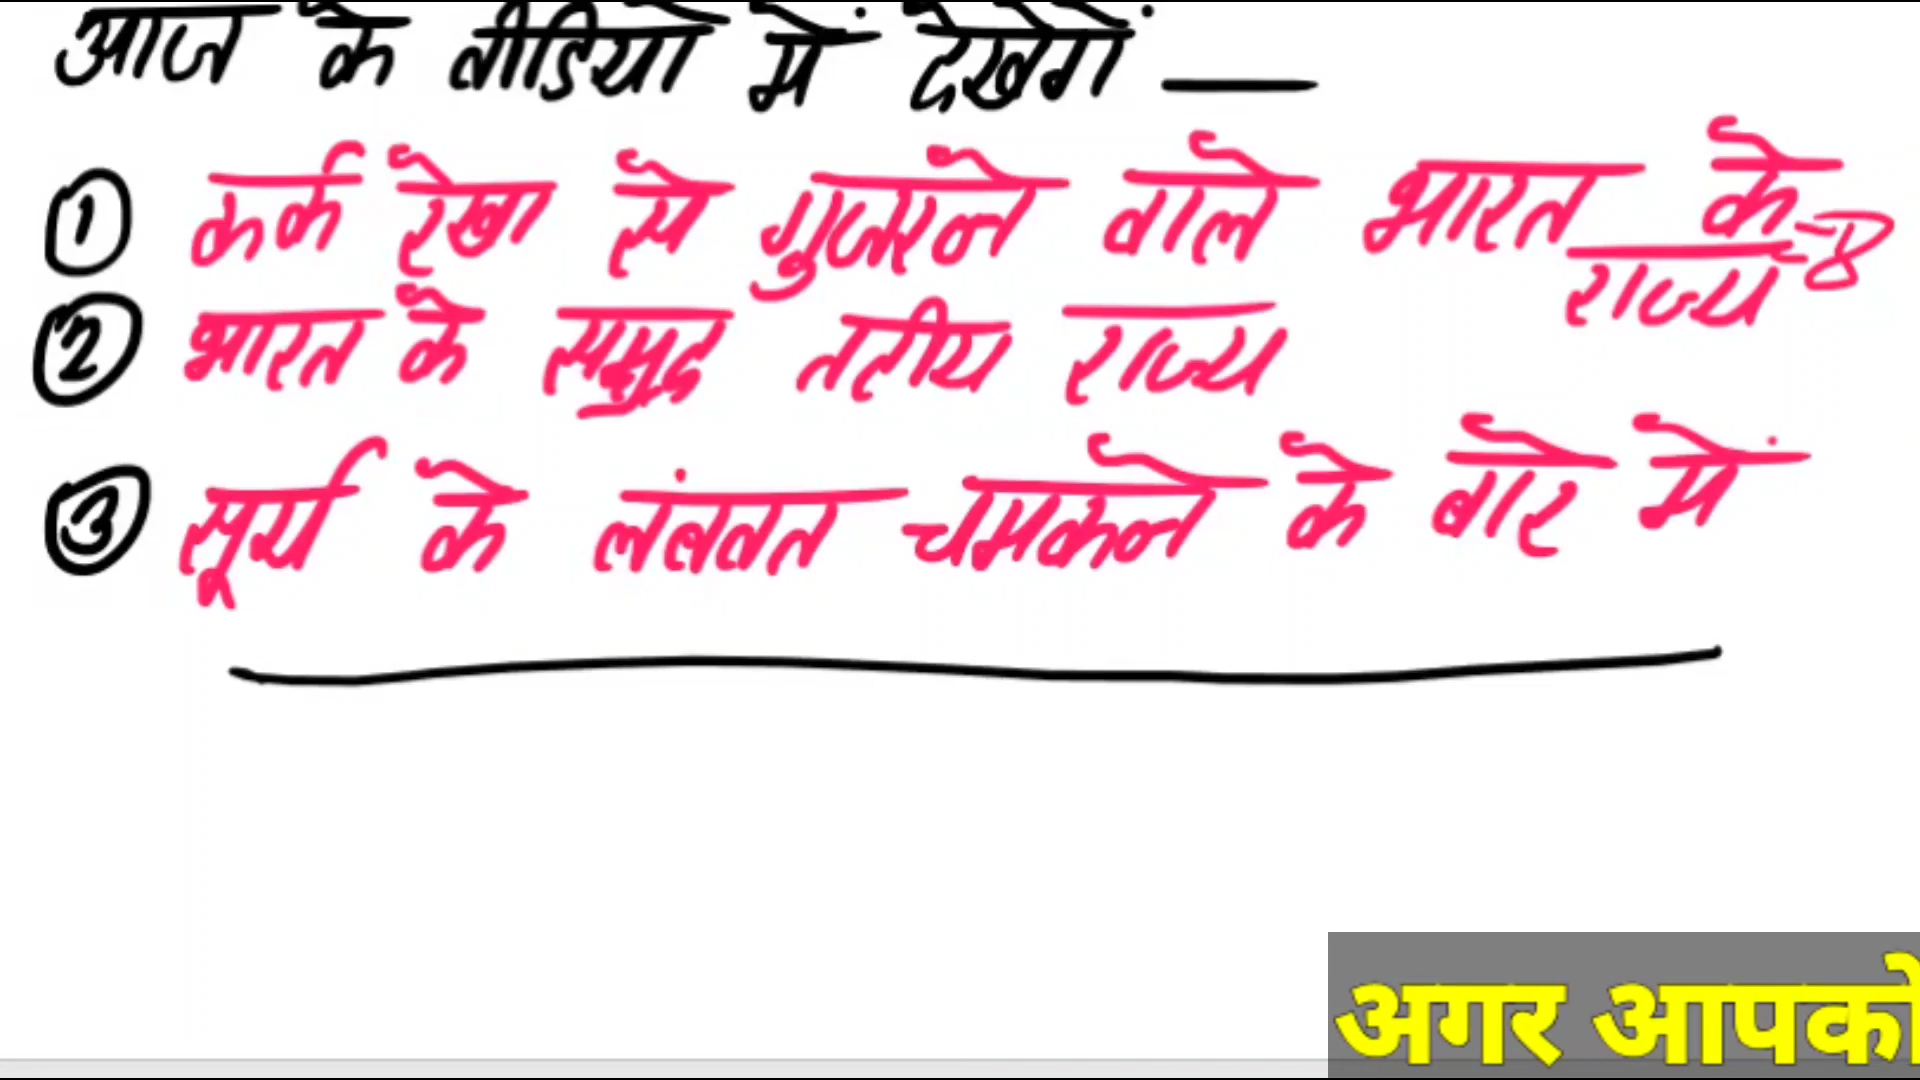 आज के वीडियो में देखेगें —
① कर्क रेखा से गुजरने वाले भारत के
राज्य = 8
② भारत के समुद्र तटीय राज्य
③ सूर्य के लंबवत चमकने के बारे में
अगर आपको